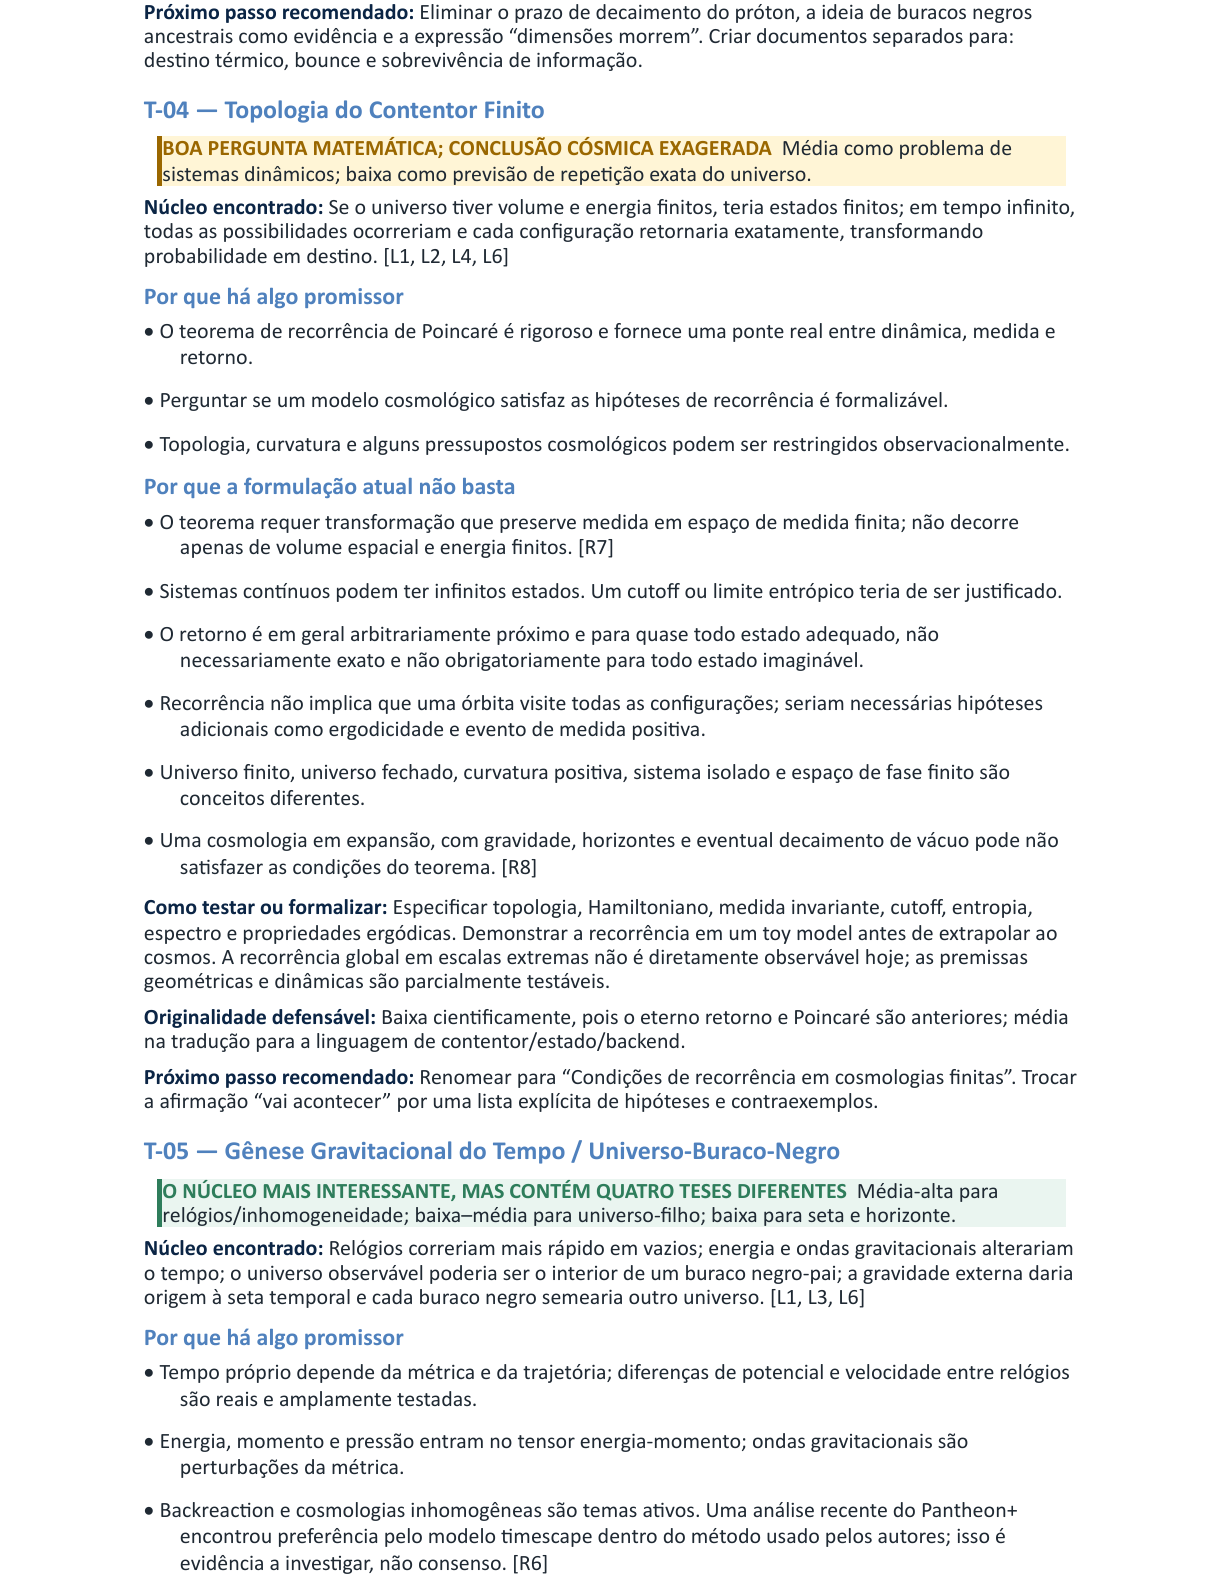 Próximo passo recomendado: Eliminar o prazo de decaimento do próton, a ideia de buracos negros
ancestrais como evidência e a expressão “dimensões morrem”. Criar documentos separados para:
destino térmico, bounce e sobrevivência de informação.
T-04 — Topologia do Contentor Finito
BOA PERGUNTA MATEMÁTICA; CONCLUSÃO CÓSMICA EXAGERADA Média como problema de
sistemas dinâmicos; baixa como previsão de repetição exata do universo.
Núcleo encontrado: Se o universo tiver volume e energia finitos, teria estados finitos; em tempo infinito,
todas as possibilidades ocorreriam e cada configuração retornaria exatamente, transformando
probabilidade em destino. [L1, L2, L4, L6]
Por que há algo promissor
• O teorema de recorrência de Poincaré é rigoroso e fornece uma ponte real entre dinâmica, medida e
retorno.
• Perguntar se um modelo cosmológico satisfaz as hipóteses de recorrência é formalizável.
• Topologia, curvatura e alguns pressupostos cosmológicos podem ser restringidos observacionalmente.
Por que a formulação atual não basta
• O teorema requer transformação que preserve medida em espaço de medida finita; não decorre
apenas de volume espacial e energia finitos. [R7]
• Sistemas contínuos podem ter infinitos estados. Um cutoff ou limite entrópico teria de ser justificado.
• O retorno é em geral arbitrariamente próximo e para quase todo estado adequado, não
necessariamente exato e não obrigatoriamente para todo estado imaginável.
• Recorrência não implica que uma órbita visite todas as configurações; seriam necessárias hipóteses
adicionais como ergodicidade e evento de medida positiva.
• Universo finito, universo fechado, curvatura positiva, sistema isolado e espaço de fase finito são
conceitos diferentes.
• Uma cosmologia em expansão, com gravidade, horizontes e eventual decaimento de vácuo pode não
satisfazer as condições do teorema. [R8]
Como testar ou formalizar: Especificar topologia, Hamiltoniano, medida invariante, cutoff, entropia,
espectro e propriedades ergódicas. Demonstrar a recorrência em um toy model antes de extrapolar ao
cosmos. A recorrência global em escalas extremas não é diretamente observável hoje; as premissas
geométricas e dinâmicas são parcialmente testáveis.
Originalidade defensável: Baixa cientificamente, pois o eterno retorno e Poincaré são anteriores; média
na tradução para a linguagem de contentor/estado/backend.
Próximo passo recomendado: Renomear para “Condições de recorrência em cosmologias finitas”. Trocar
a afirmação “vai acontecer” por uma lista explícita de hipóteses e contraexemplos.
T-05 — Gênese Gravitacional do Tempo / Universo-Buraco-Negro
O NÚCLEO MAIS INTERESSANTE, MAS CONTÉM QUATRO TESES DIFERENTES Média-alta para
relógios/inhomogeneidade; baixa–média para universo-filho; baixa para seta e horizonte.
Núcleo encontrado: Relógios correriam mais rápido em vazios; energia e ondas gravitacionais alterariam
o tempo; o universo observável poderia ser o interior de um buraco negro-pai; a gravidade externa daria
origem à seta temporal e cada buraco negro semearia outro universo. [L1, L3, L6]
Por que há algo promissor
• Tempo próprio depende da métrica e da trajetória; diferenças de potencial e velocidade entre relógios
são reais e amplamente testadas.
• Energia, momento e pressão entram no tensor energia-momento; ondas gravitacionais são
perturbações da métrica.
• Backreaction e cosmologias inhomogêneas são temas ativos. Uma análise recente do Pantheon+
encontrou preferência pelo modelo timescape dentro do método usado pelos autores; isso é
evidência a investigar, não consenso. [R6]